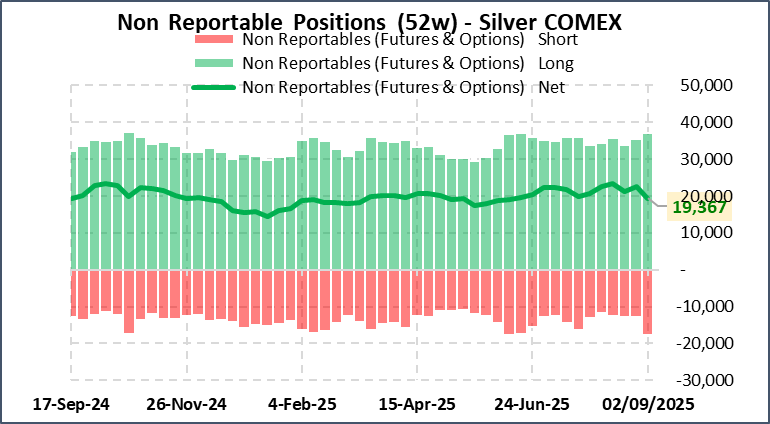 Non Reportable Positions (52w) - Silver COMEX
Non Reportables (Futures & Options) Short
Non Reportables (Futures & Options) Long
Non Reportables (Futures & Options) Net
50,000
40,000
30,000
20,000
19,367
10,000
-
-10,000
-20,000
-30,000
17-Sep-24 26-Nov-24 4-Feb-25 15-Apr-25 24-Jun-25 02/09/2025